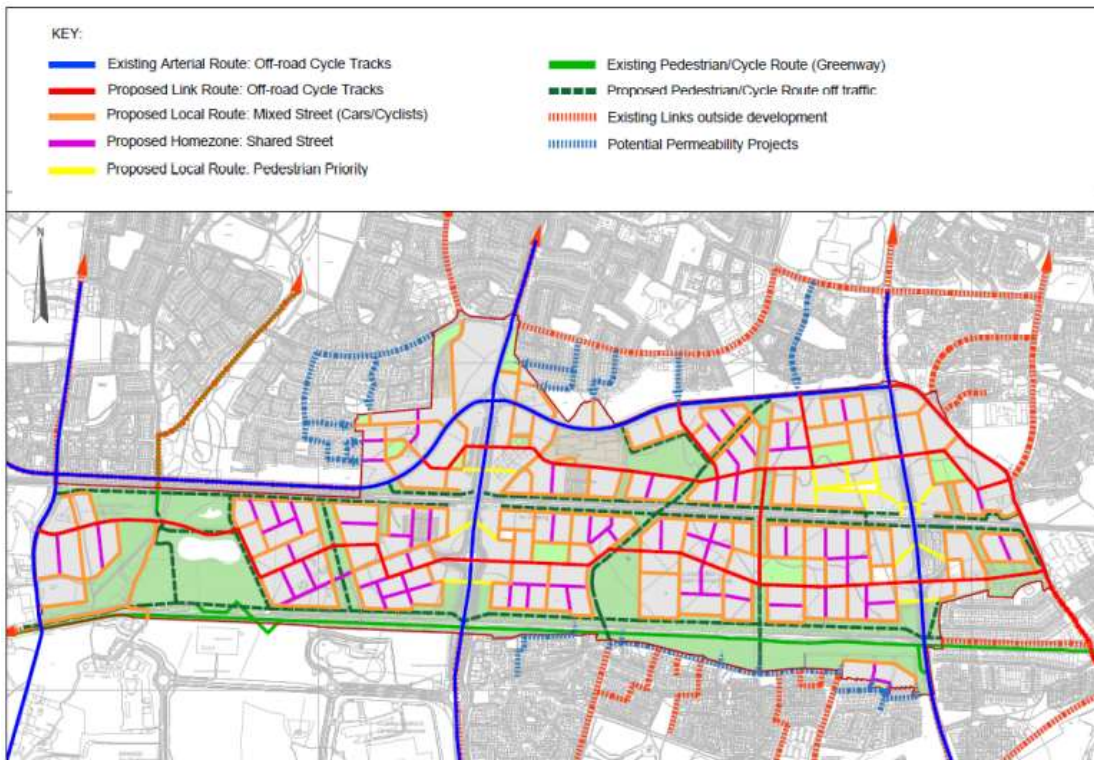 KEY:
Existing Arterial Route: Off-road Cycle Tracks
Proposed Link Route: Off-road Cycle Tracks
Proposed Local Route: Mixed Street (Cars/Cyclists)
Proposed Homezone: Shared Street
Proposed Local Route: Pedestrian Priority
Existing Pedestrian/Cycle Route (Greenway)
Proposed Pedestrian/Cycle Route off traffic
Existing Links outside development
Potential Permeability Projects
N